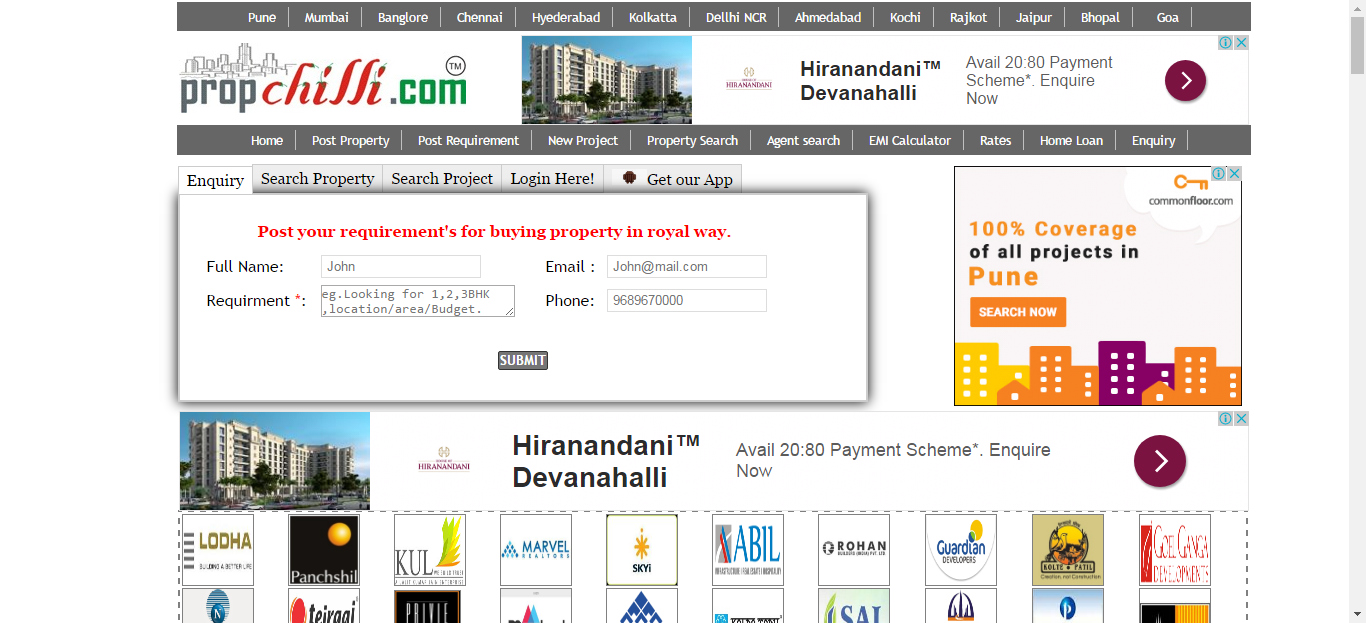 Pune Mumbai Banglore Chennai Hyederabad Kolkatta Dellhi NCR Ahmedabad Kochi Rajkot Jaipur Bhopal Goa
propchilli.com TM
HIRANANDANI
Hiranandani™
Devanahalli
Avail 20:80 Payment
Scheme*. Enquire
Now
Home Post Property Post Requirement New Project Property Search Agent search EMI Calculator Rates Home Loan Enquiry
Enquiry Search Property Search Project Login Here! Get our App
Post your requirement's for buying property in royal way.
Full Name: John Email : John@mail.com
Requirment *: eg.Looking for 1,2,3BHK
,location/area/Budget.
Phone: 9689670000
SUBMIT
commonfloor.com
100% Coverage
of all projects in
Pune
SEARCH NOW
HIRANANDANI
Hiranandani™
Devanahalli
Avail 20:80 Payment Scheme*. Enquire
Now
LODHA
BUILDING A BETTER LIFE
Panchshil
KUL
MARVEL
REALTORS
SKYi
ABIL
ROHAN
Guardian
DEVELOPERS
KOLTE PATIL
Creation, not Construction
GOEL GANGA
DEVELOPMENTS
N
PRIVIE